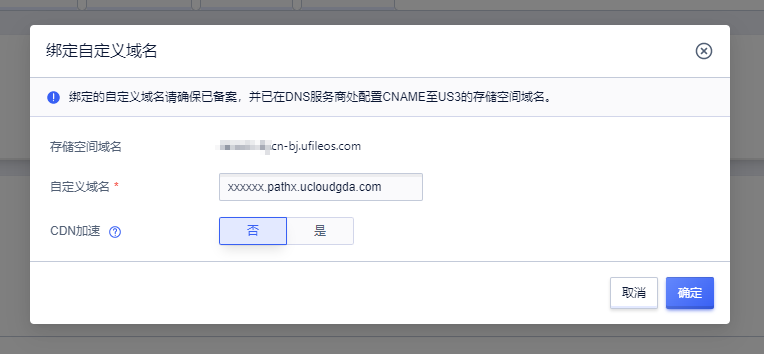 绑定自定义域名
绑定的自定义域名请确保已备案，并已在DNS服务商处配置CNAME至US3的存储空间域名。
存储空间域名 cn-bj.ufileos.com
自定义域名 * xxxxxx.pathx.ucloudgda.com
CDN加速 否 是
取消 确定